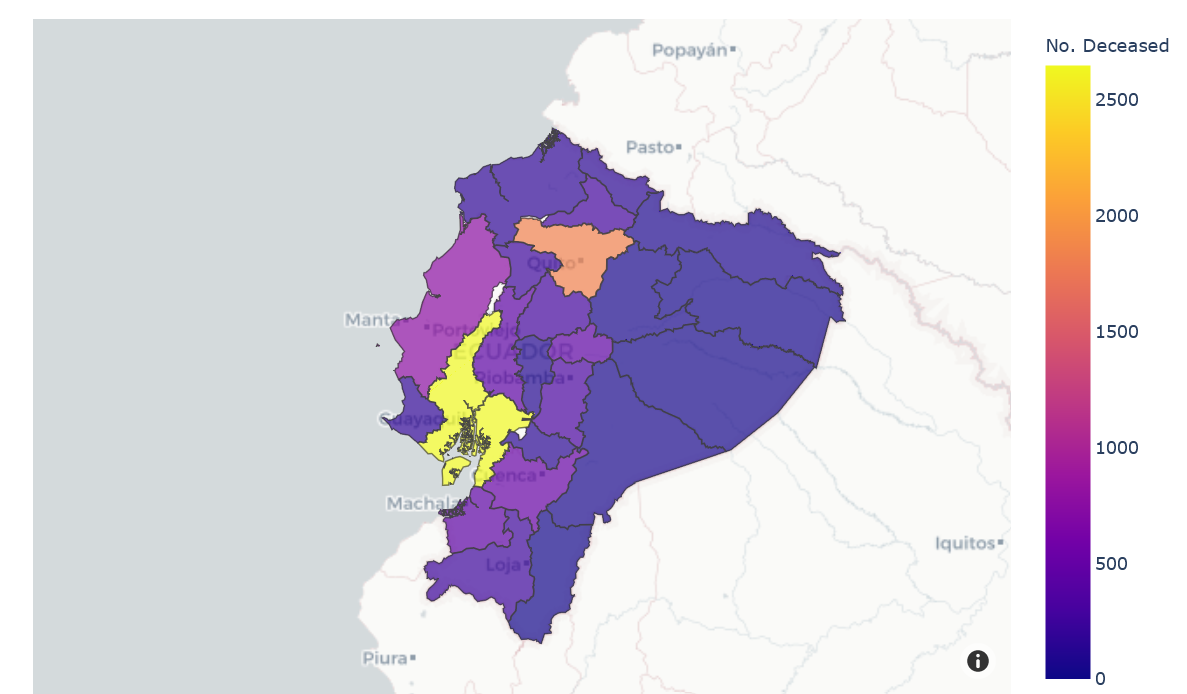 Popayán
No. Deceased
2500
Pasto
2000
Quito
Manta
Portoviejo
1500
ECUADOR
Riobamba
Guayaquil
1000
Cuenca
Machala
500
Iquitos
Loja
Piura
0